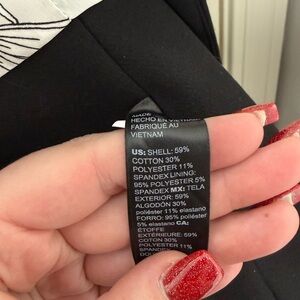 MADE
HECHO EN VIETNAM
FABRIQUÉ AU
VIETNAM
US: SHELL: 59%
COTTON 30%
POLYESTER 11%
SPANDEX LINING:
95% POLYESTER 5%
SPANDEX MX: TELA
EXTERIOR: 59%
ALGODÓN 30%
poliéster 11% elastano
FORRO: 95% poliéster
5% elastano CA:
ÉTOFFE
EXTÉRIEURE: 59%
COTON 30%
POLYESTER 11%
SPANDEX